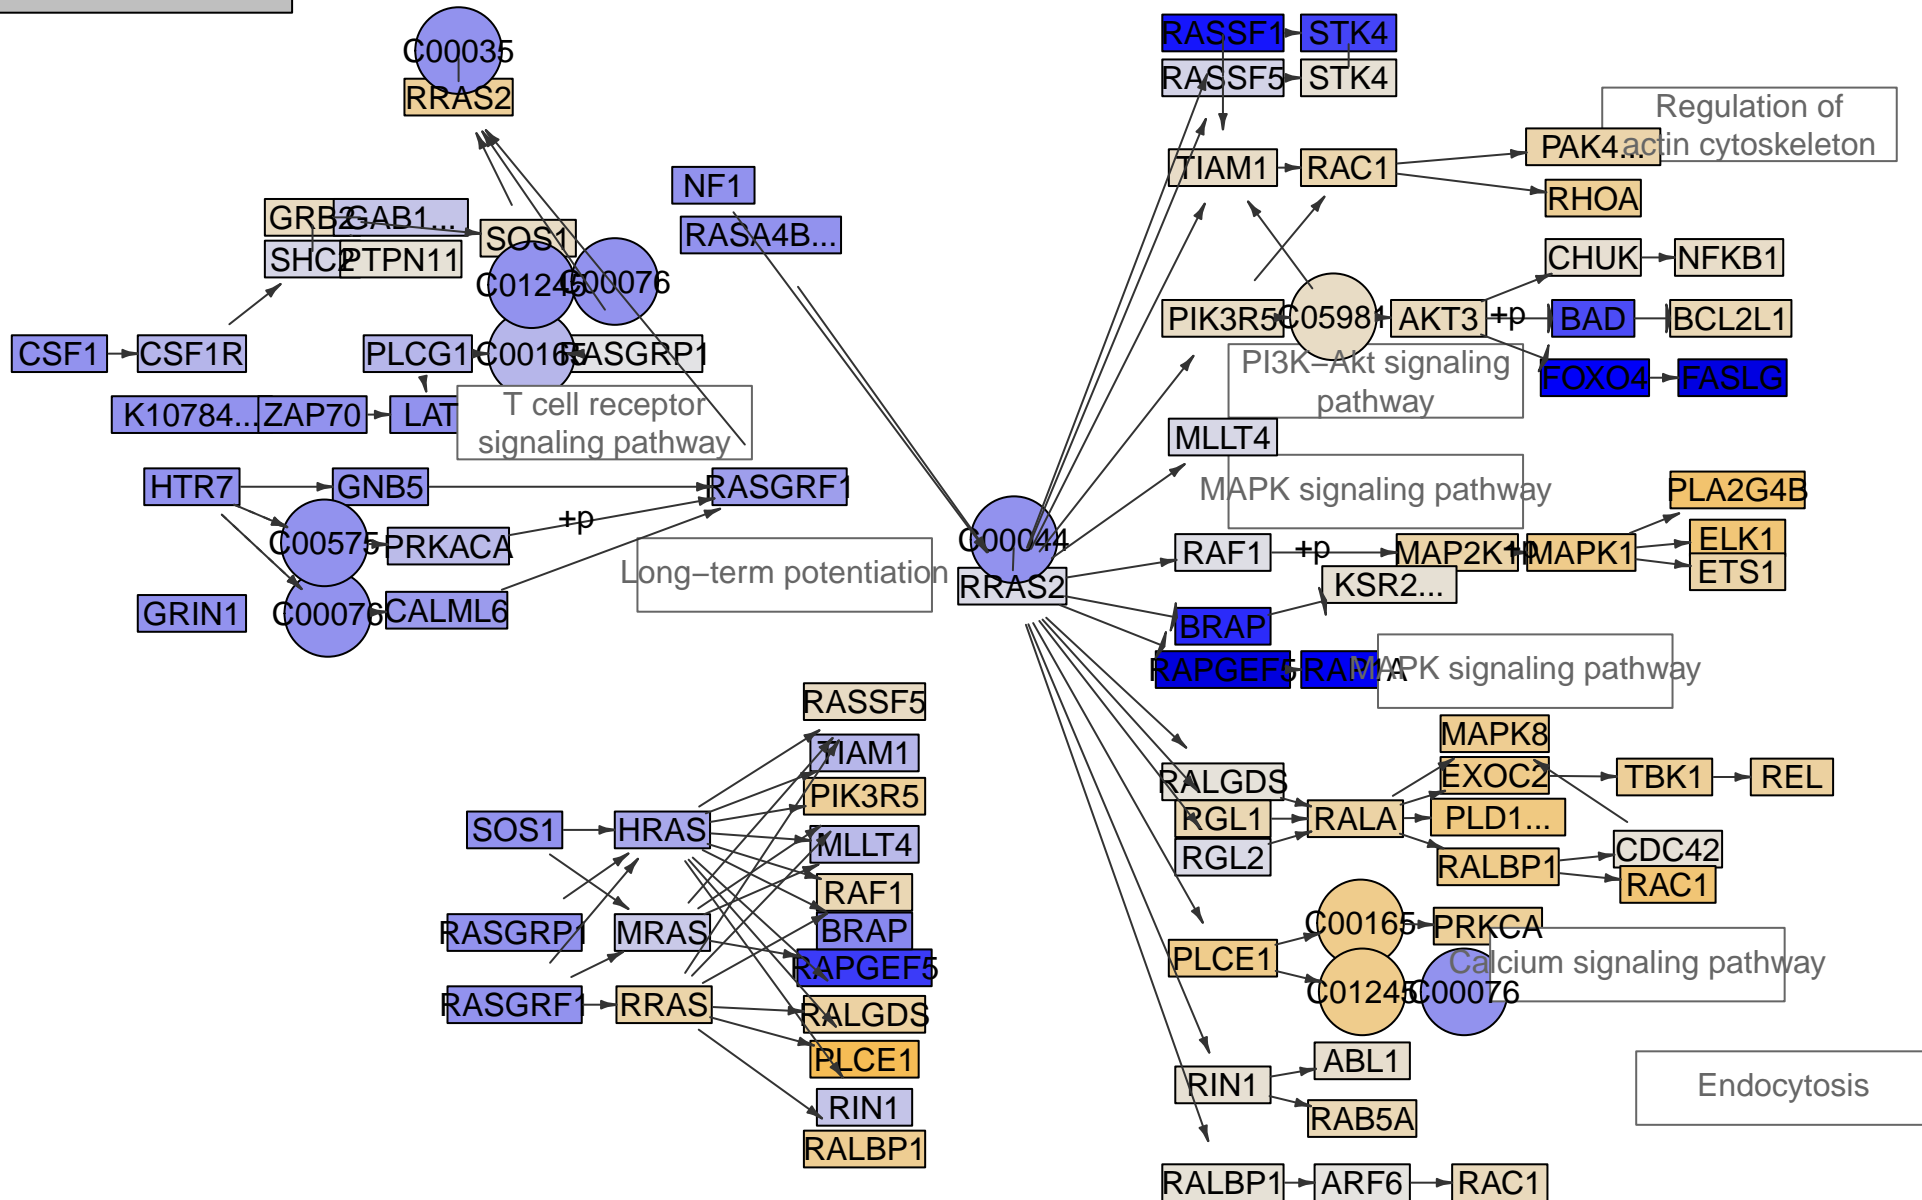 C00035
RRAS2
NF1
RASA4B...
GRB2
GAB1...
SHC2
PTPN11
SOS1
C01245
C00076
CSF1
CSF1R
PLCG1
C00165
RASGRP1
K10784...
ZAP70
LAT
T cell receptor
signaling pathway
HTR7
GNB5
RASGRF1
C00575
PRKACA
+p
GRIN1
C00076
CALML6
Long−term potentiation
C00044
RRAS2
RASSF1
STK4
RASSF5
STK4
Regulation of
actin cytoskeleton
PAK4...
TIAM1
RAC1
RHOA
CHUK
NFKB1
PIK3R5
C05981
AKT3
+p
BAD
BCL2L1
PI3K−Akt signaling
pathway
FOXO4
FASLG
MLLT4
MAPK signaling pathway
PLA2G4B
RAF1
+p
MAP2K1
+p
MAPK1
ELK1
ETS1
KSR2...
BRAP
RAPGEF5
RAP1A
MAPK signaling pathway
RASSF5
TIAM1
PIK3R5
SOS1
HRAS
MLLT4
RAF1
RASGRP1
MRAS
BRAP
RAPGEF5
RASGRF1
RRAS
RALGDS
PLCE1
RIN1
RALBP1
MAPK8
RALGDS
EXOC2
TBK1
REL
RGL1
RALA
PLD1...
RGL2
CDC42
RALBP1
RAC1
C00165
PRKCA
PLCE1
Calcium signaling pathway
C01245
C00076
ABL1
RIN1
Endocytosis
RAB5A
RALBP1
ARF6
RAC1